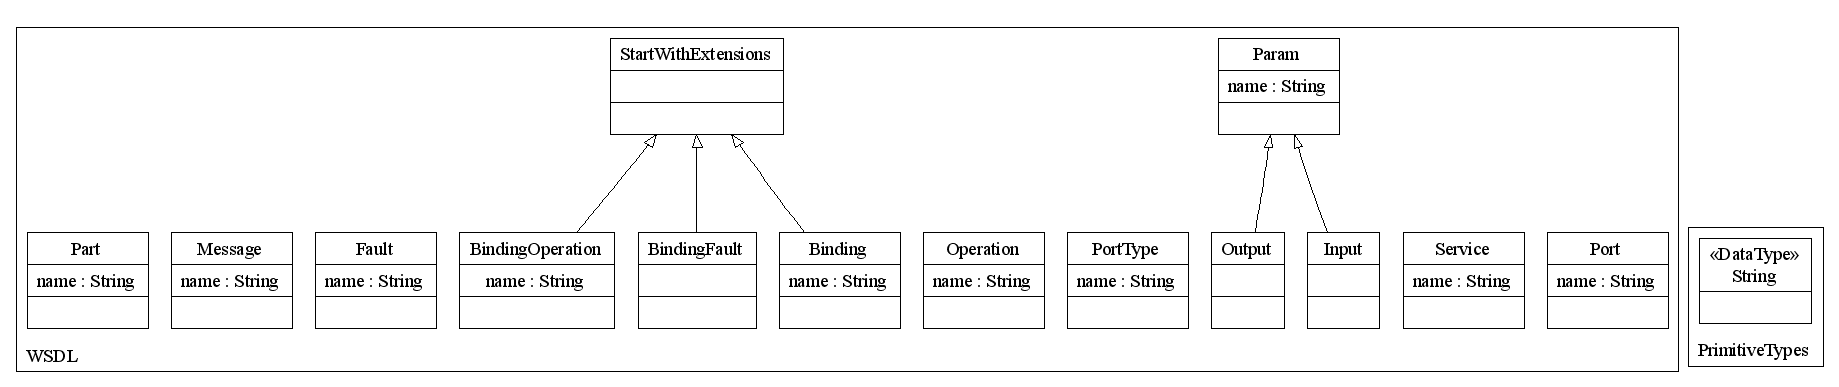 StartWithExtensions
Param
name : String
Part
name : String
Message
name : String
Fault
name : String
BindingOperation
name : String
BindingFault
Binding
name : String
Operation
name : String
PortType
name : String
Output
Input
Service
name : String
Port
name : String
WSDL
«DataType»
String
PrimitiveTypes